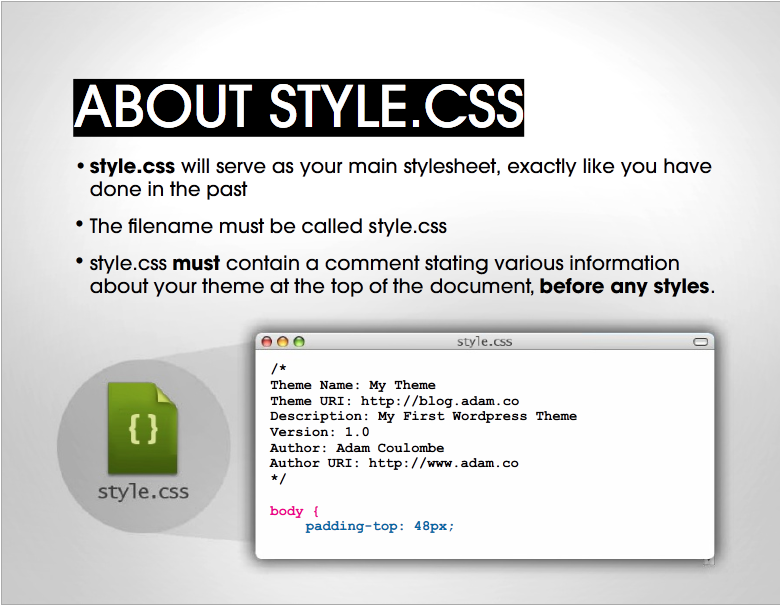 ABOUT STYLE.CSS
• style.css will serve as your main stylesheet, exactly like you have
done in the past
• The filename must be called style.css
• style.css must contain a comment stating various information
about your theme at the top of the document, before any styles.
style.css
/*
Theme Name: My Theme
Theme URI: http://blog.adam.co
Description: My First Wordpress Theme
Version: 1.0
Author: Adam Coulombe
Author URI: http://www.adam.co
*/
body {
padding-top: 48px;
{ }
style.css